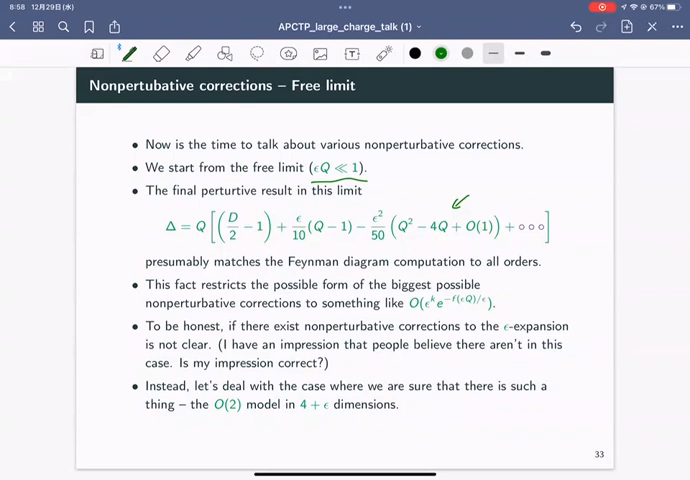 8:58 12月29日(水)
67%
APCTP_large_charge_talk (1)
Nonpertubative corrections – Free limit
• Now is the time to talk about various nonperturbative corrections.
• We start from the free limit (ϵQ ≪ 1).
• The final perturtive result in this limit
Δ = Q [ (D/2 − 1) + ϵ/10 (Q − 1) − ϵ²/50 (Q² − 4Q + O(1)) + ∘∘∘ ]
presumably matches the Feynman diagram computation to all orders.
• This fact restricts the possible form of the biggest possible
nonperturbative corrections to something like O(ϵᵏe^{−f(ϵQ)/ϵ}).
• To be honest, if there exist nonperturbative corrections to the ϵ-expansion
is not clear. (I have an impression that people believe there aren't in this
case. Is my impression correct?)
• Instead, let's deal with the case where we are sure that there is such a
thing – the O(2) model in 4 + ϵ dimensions.
33